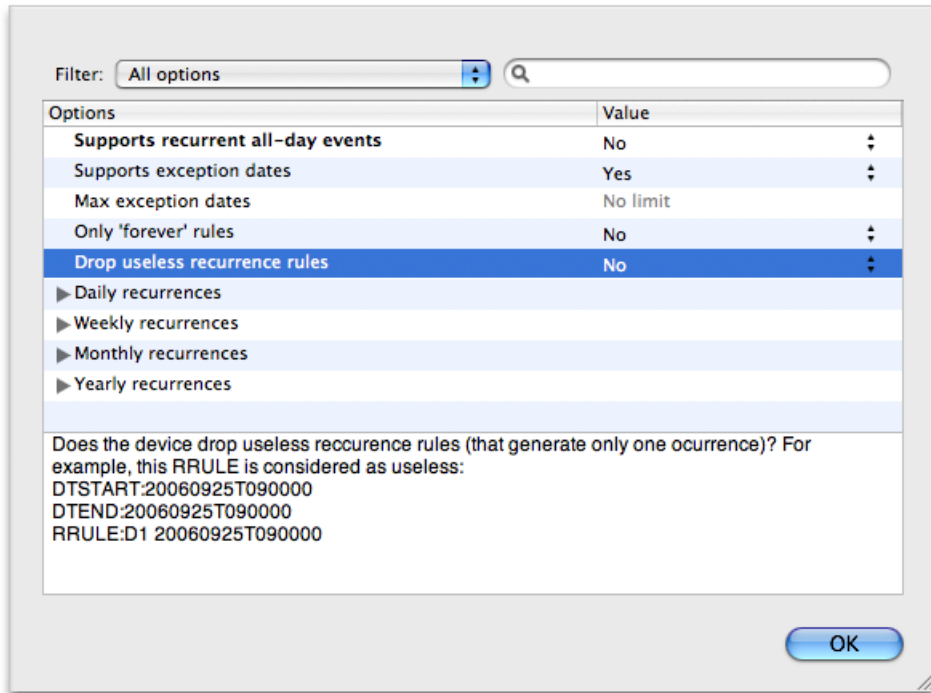 Filter: All options
Options Value
Supports recurrent all-day events No
Supports exception dates Yes
Max exception dates No limit
Only 'forever' rules No
Drop useless recurrence rules No
Daily recurrences
Weekly recurrences
Monthly recurrences
Yearly recurrences
Does the device drop useless reccurence rules (that generate only one ocurrence)? For
example, this RRULE is considered as useless:
DTSTART:20060925T090000
DTEND:20060925T090000
RRULE:D1 20060925T090000
OK